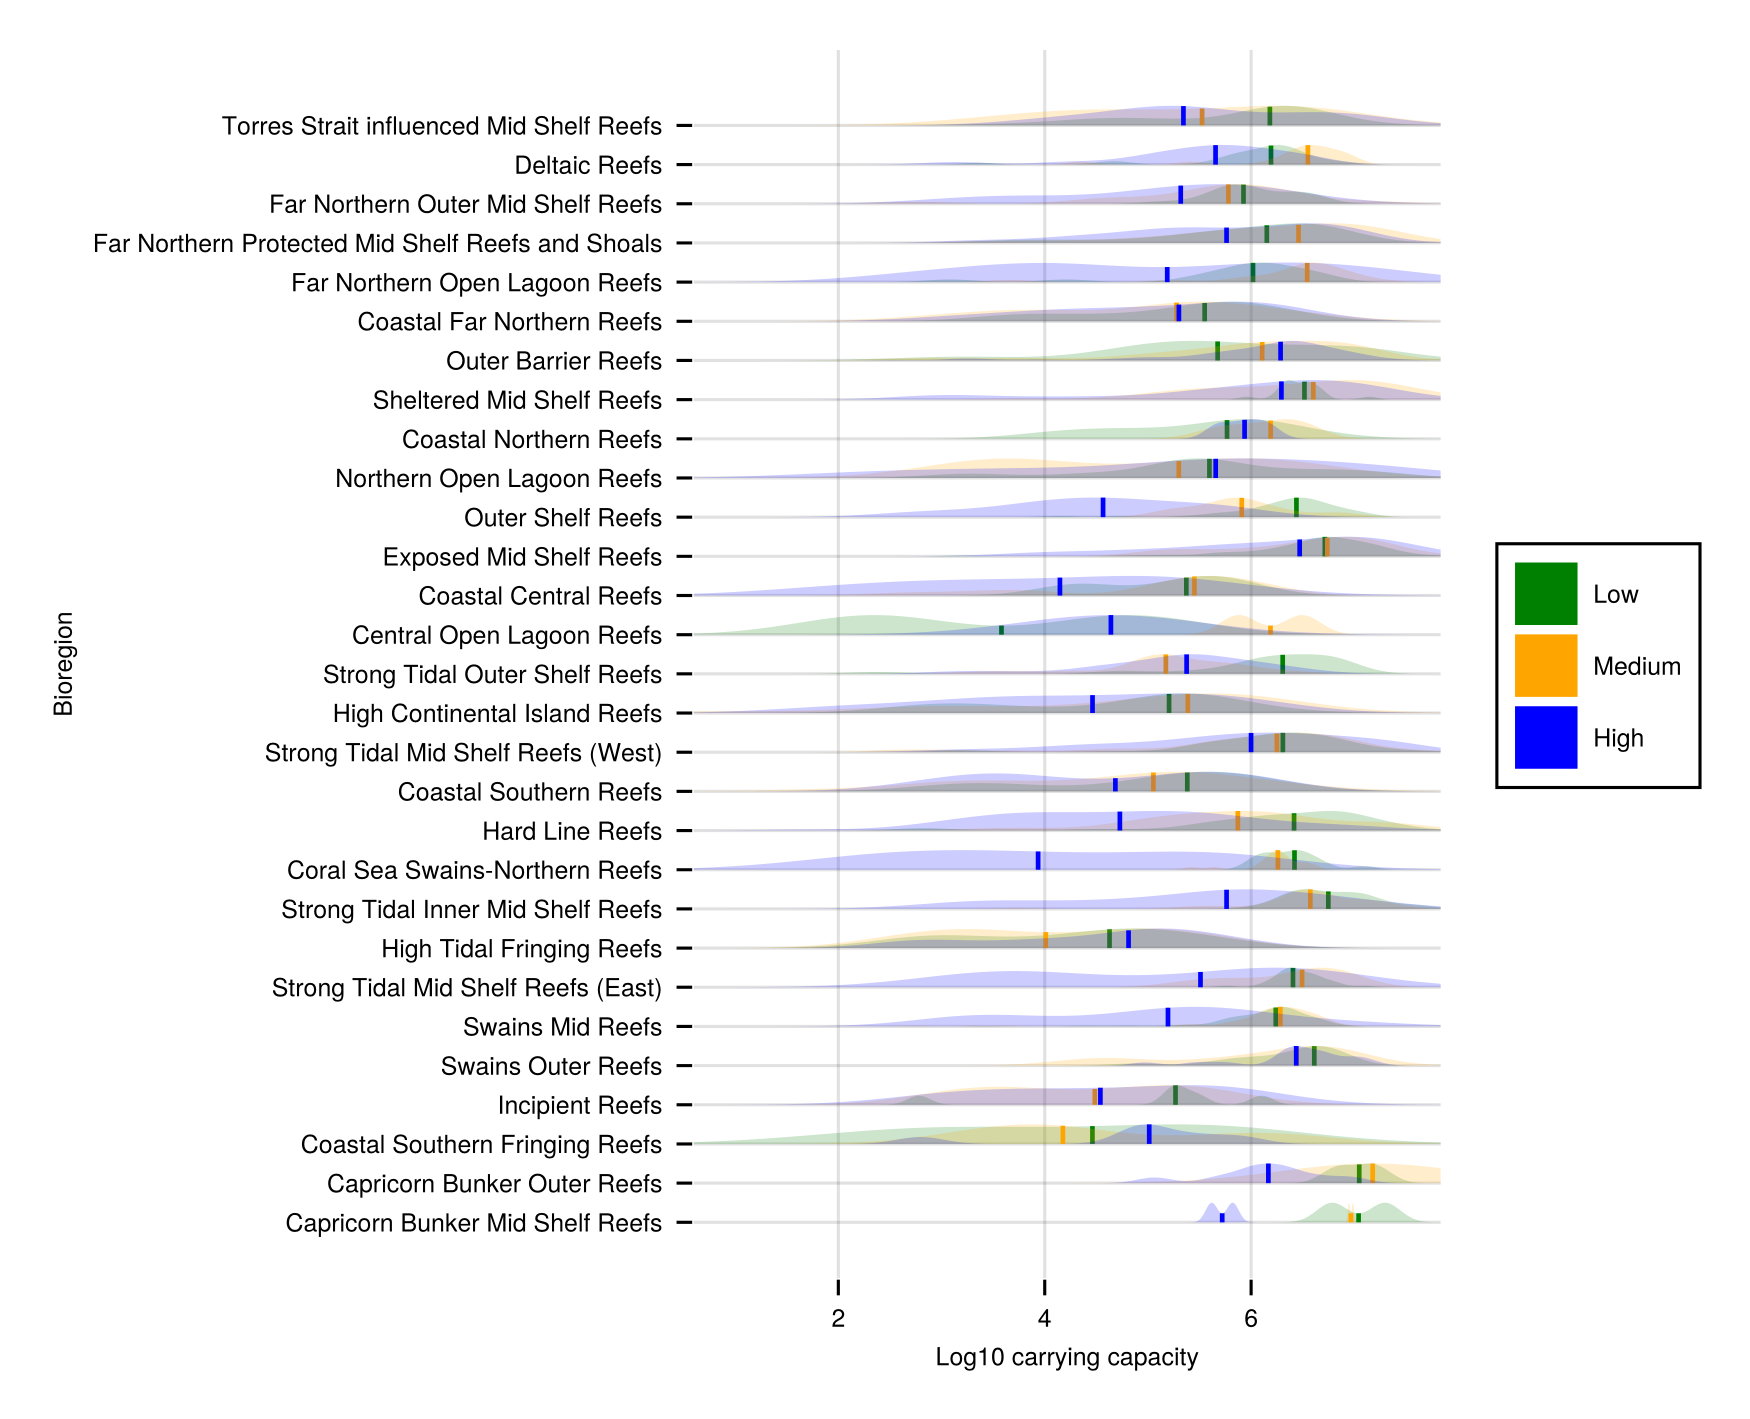 Torres Strait influenced Mid Shelf Reefs
Deltaic Reefs
Far Northern Outer Mid Shelf Reefs
Far Northern Protected Mid Shelf Reefs and Shoals
Far Northern Open Lagoon Reefs
Coastal Far Northern Reefs
Outer Barrier Reefs
Sheltered Mid Shelf Reefs
Coastal Northern Reefs
Northern Open Lagoon Reefs
Outer Shelf Reefs
Exposed Mid Shelf Reefs
Coastal Central Reefs
Central Open Lagoon Reefs
Strong Tidal Outer Shelf Reefs
High Continental Island Reefs
Strong Tidal Mid Shelf Reefs (West)
Coastal Southern Reefs
Hard Line Reefs
Coral Sea Swains-Northern Reefs
Strong Tidal Inner Mid Shelf Reefs
High Tidal Fringing Reefs
Strong Tidal Mid Shelf Reefs (East)
Swains Mid Reefs
Swains Outer Reefs
Incipient Reefs
Coastal Southern Fringing Reefs
Capricorn Bunker Outer Reefs
Capricorn Bunker Mid Shelf Reefs
Bioregion
2 4 6
Log10 carrying capacity
Low
Medium
High